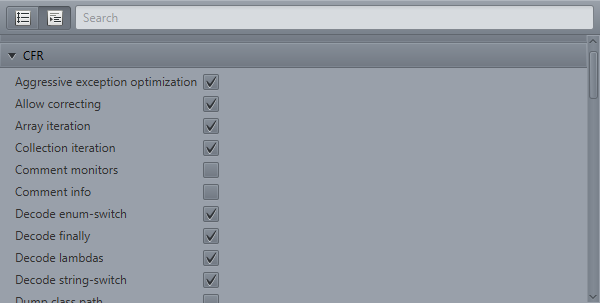 Search
CFR
Aggressive exception optimization
Allow correcting
Array iteration
Collection iteration
Comment monitors
Comment info
Decode enum-switch
Decode finally
Decode lambdas
Decode string-switch
Dump class path